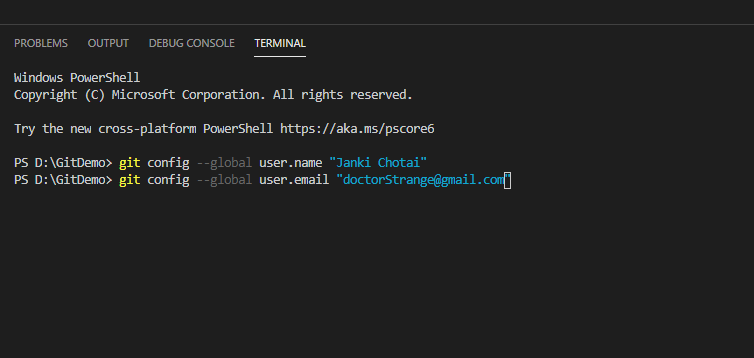 PROBLEMS OUTPUT DEBUG CONSOLE TERMINAL
Windows PowerShell
Copyright (C) Microsoft Corporation. All rights reserved.
Try the new cross-platform PowerShell https://aka.ms/pscore6
PS D:\GitDemo> git config --global user.name "Janki Chotai"
PS D:\GitDemo> git config --global user.email "doctorStrange@gmail.com"